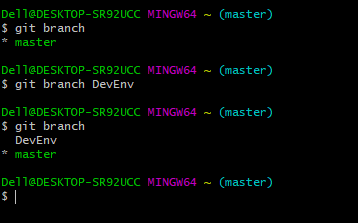 Dell@DESKTOP-SR92UCC MINGW64 ~ (master)
$ git branch
* master
Dell@DESKTOP-SR92UCC MINGW64 ~ (master)
$ git branch DevEnv
Dell@DESKTOP-SR92UCC MINGW64 ~ (master)
$ git branch
  DevEnv
* master
Dell@DESKTOP-SR92UCC MINGW64 ~ (master)
$